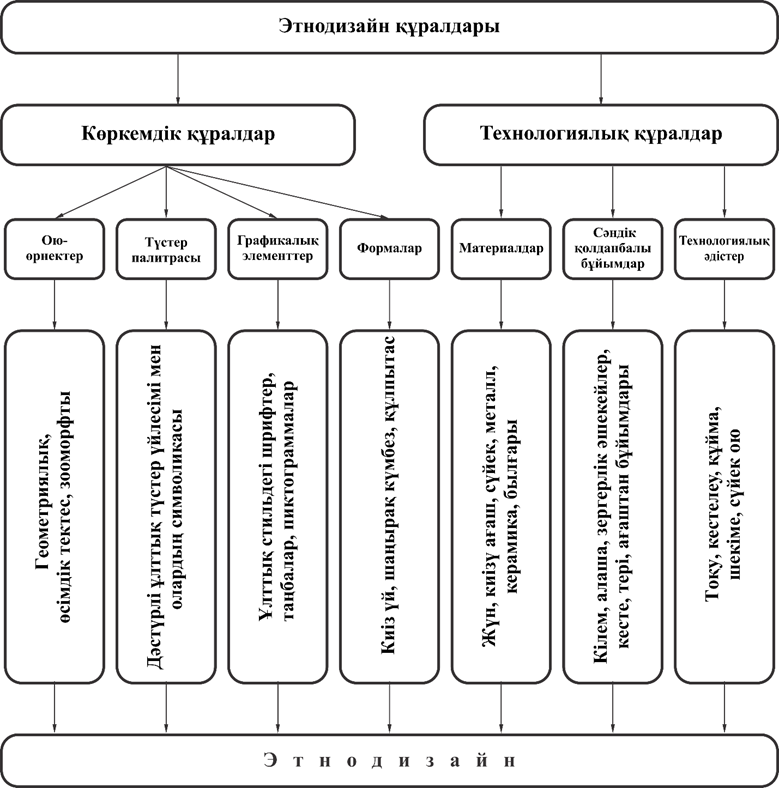 Этнодизайн құралдары
Көркемдік құралдар
Технологиялық құралдар
Ою-
өрнектер
Түстер
палитрасы
Графикалық
элементтер
Формалар
Материалдар
Сәндік
қолданбалы
бұйымдар
Технологиялық
әдістер
Геометриялық,
өсімдік тектес, зооморфты
Дәстүрлі ұлттық түстер үйлесімі мен
олардың символикасы
Ұлттық стильдегі шрифтер,
таңбалар, пиктограммалар
Киіз үй, шаңырақ күмбез, құлпытас
Жүн, киізү ағаш, сүйек, металл,
керамика, былғары
Кілем, алаша, зергерлік әшекейлер,
кесте, тері, ағаштан бұйымдары
Тоқу, кестелеу, құйма,
шекіме, сүйек ою
Э т н о д и з а й н